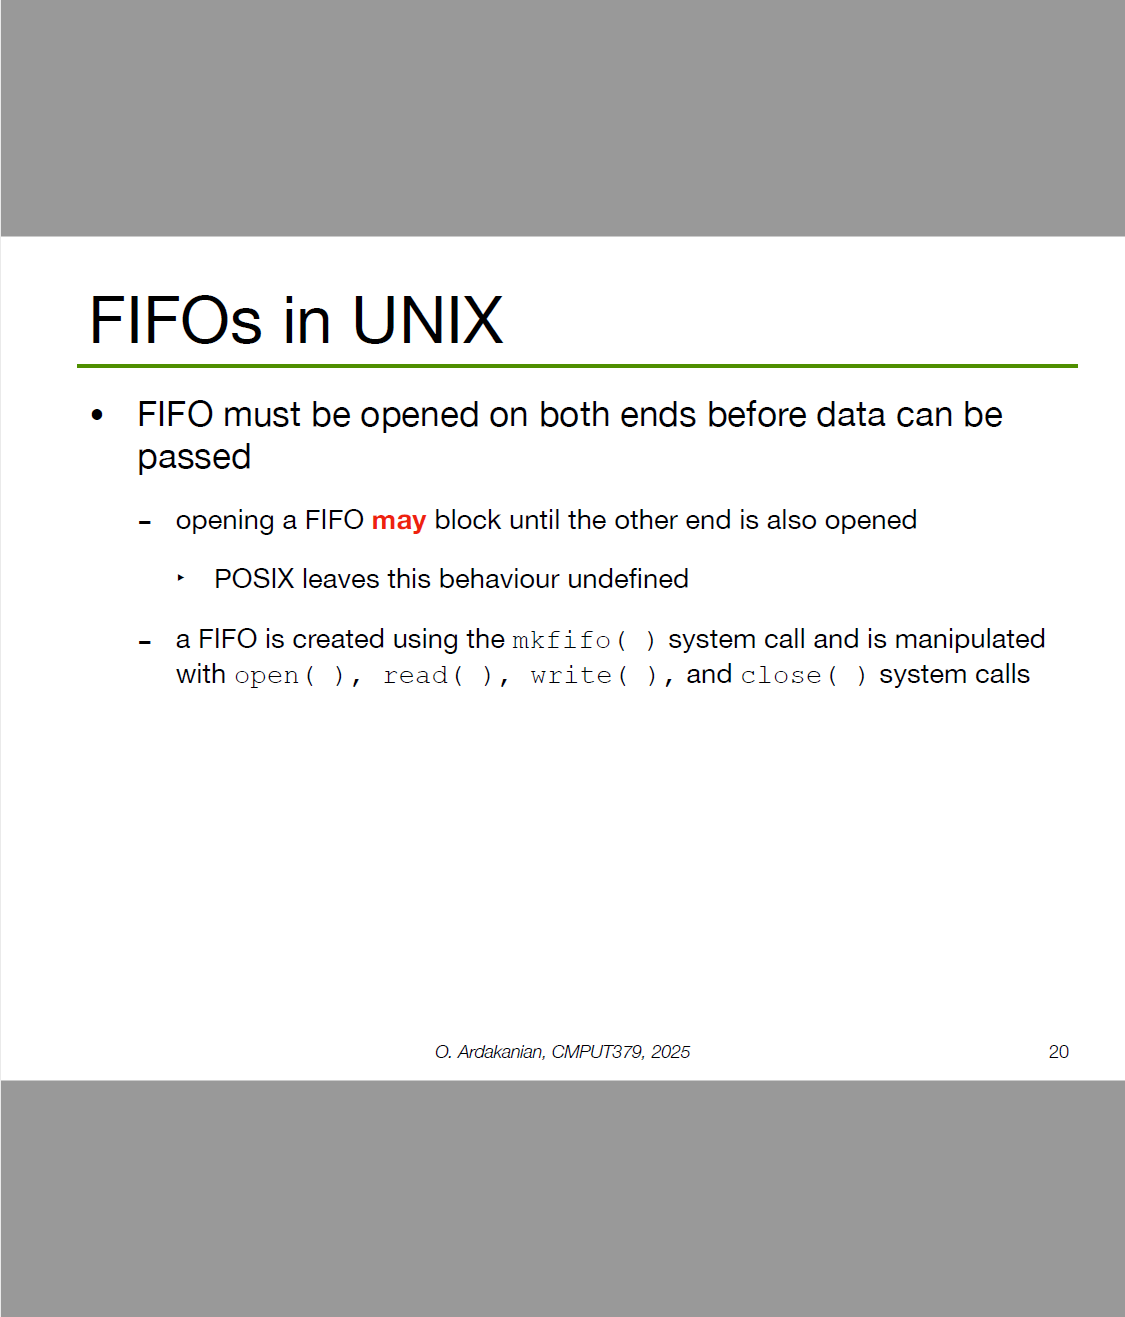 FIFOs in UNIX
• FIFO must be opened on both ends before data can be
passed
- opening a FIFO may block until the other end is also opened
‣ POSIX leaves this behaviour undefined
- a FIFO is created using the mkfifo( ) system call and is manipulated
with open( ), read( ), write( ), and close( ) system calls
O. Ardakanian, CMPUT379, 2025
20